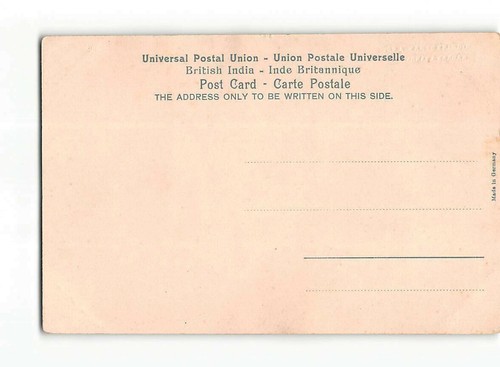 Universal Postal Union - Union Postale Universelle
British India - Inde Britannique
Post Card - Carte Postale
THE ADDRESS ONLY TO BE WRITTEN ON THIS SIDE.
Made in Germany